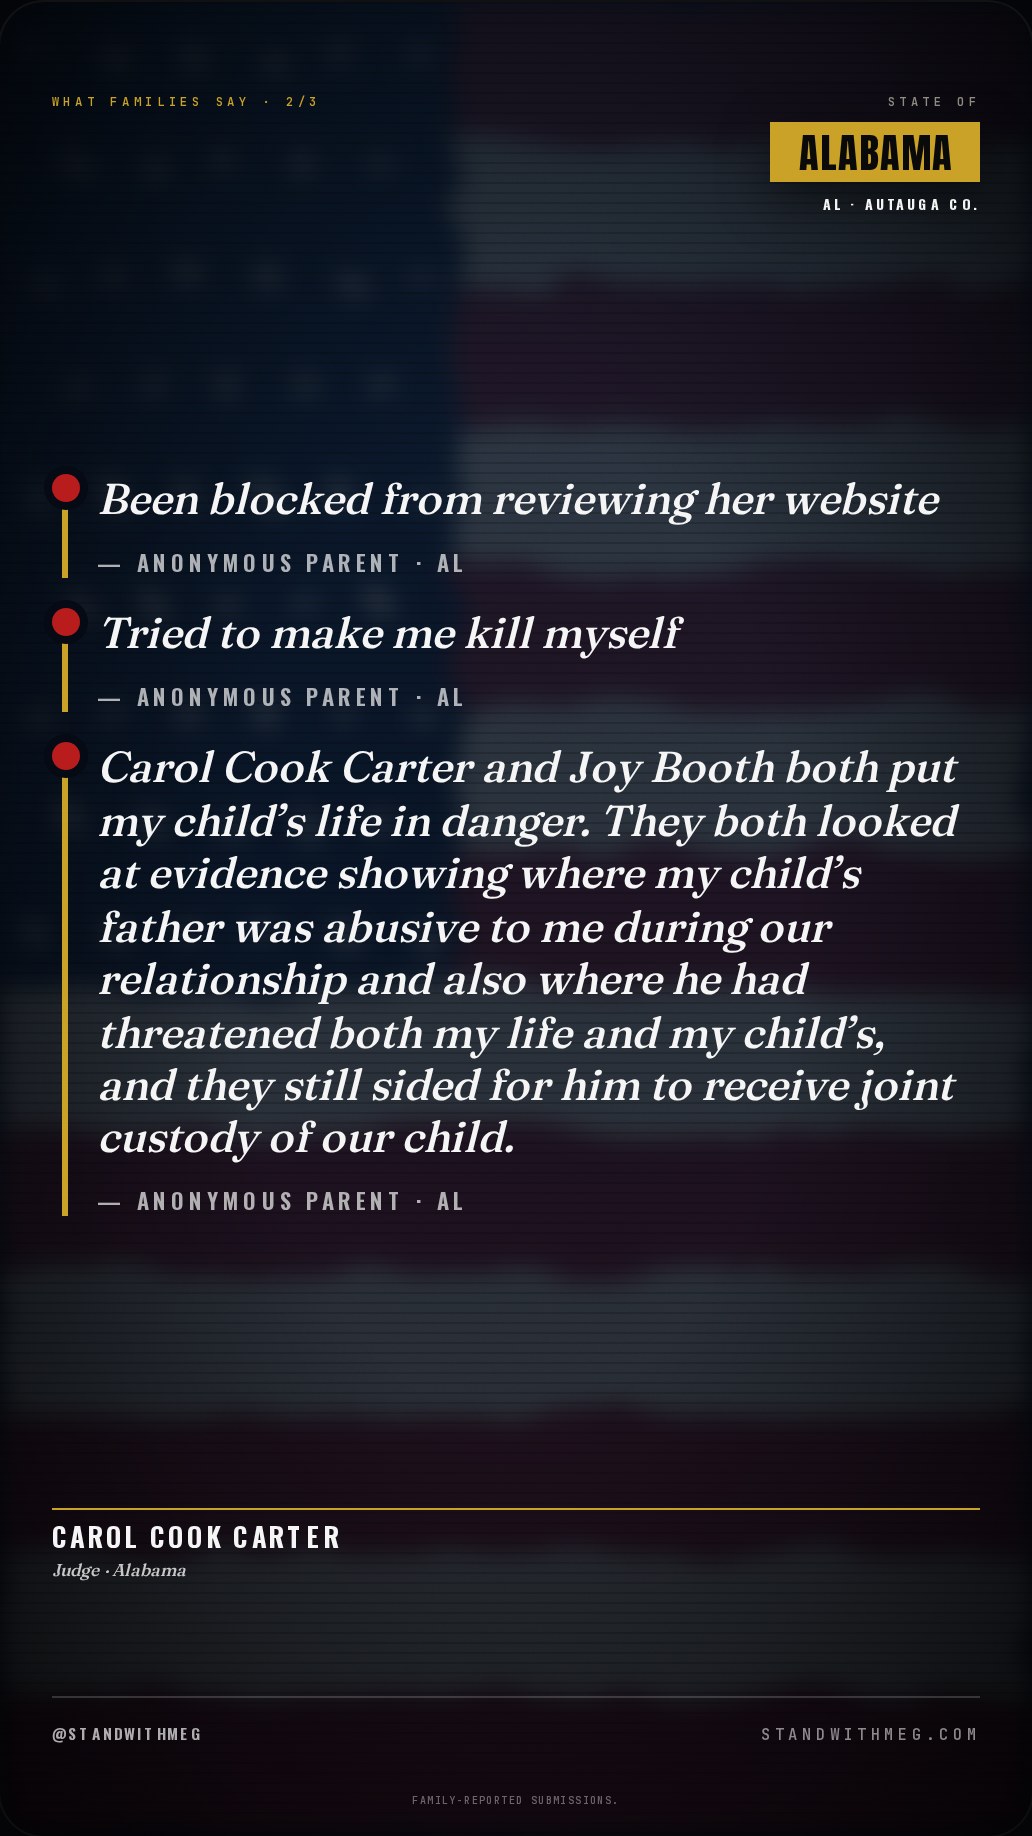 WHAT FAMILIES SAY · 2/3
STATE OF
ALABAMA
AL · AUTAUGA CO.
Been blocked from reviewing her website
— ANONYMOUS PARENT · AL
Tried to make me kill myself
— ANONYMOUS PARENT · AL
Carol Cook Carter and Joy Booth both put
my child’s life in danger. They both looked
at evidence showing where my child’s
father was abusive to me during our
relationship and also where he had
threatened both my life and my child’s,
and they still sided for him to receive joint
custody of our child.
— ANONYMOUS PARENT · AL
CAROL COOK CARTER
Judge · Alabama
@STANDWITHMEG
STANDWITHMEG.COM
FAMILY-REPORTED SUBMISSIONS.